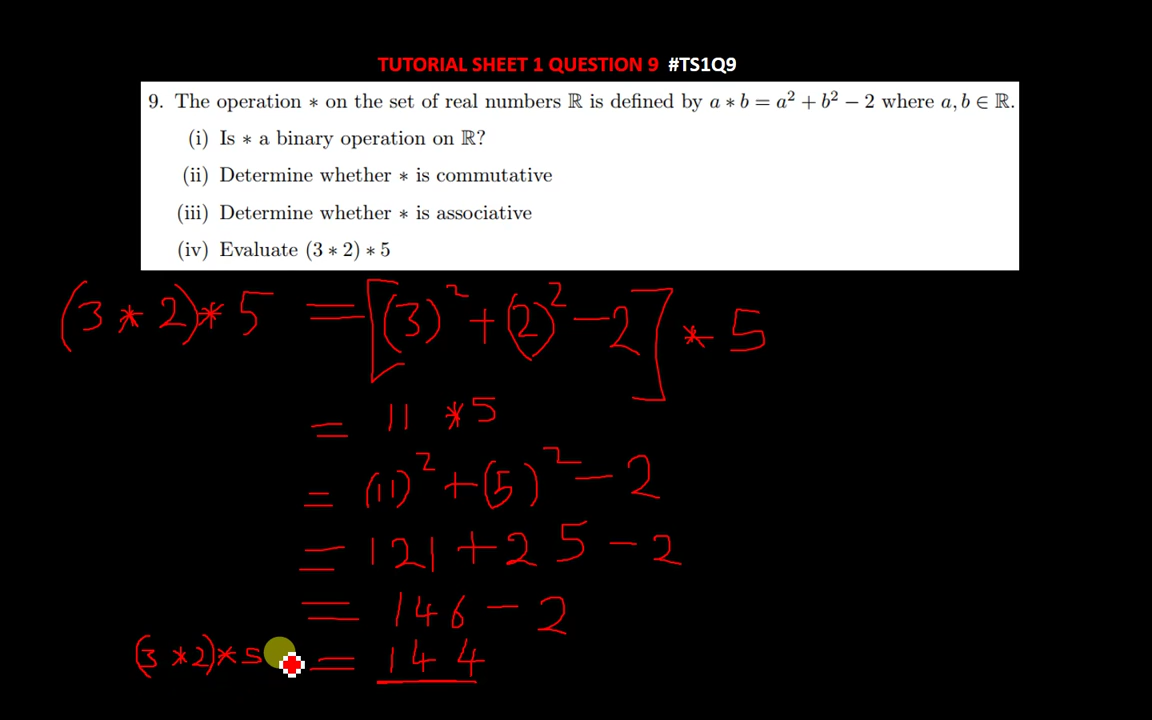 TUTORIAL SHEET 1 QUESTION 9 #TS1Q9
9. The operation ∗ on the set of real numbers ℝ is defined by a ∗ b = a² + b² − 2 where a, b ∈ ℝ.
(i) Is ∗ a binary operation on ℝ?
(ii) Determine whether ∗ is commutative
(iii) Determine whether ∗ is associative
(iv) Evaluate (3 ∗ 2) ∗ 5
(3 * 2) * 5 = [(3)² + (2)² − 2] * 5
= 11 * 5
= (11)² + (5)² − 2
= 121 + 25 − 2
= 146 − 2
(3 * 2) * 5 = 144